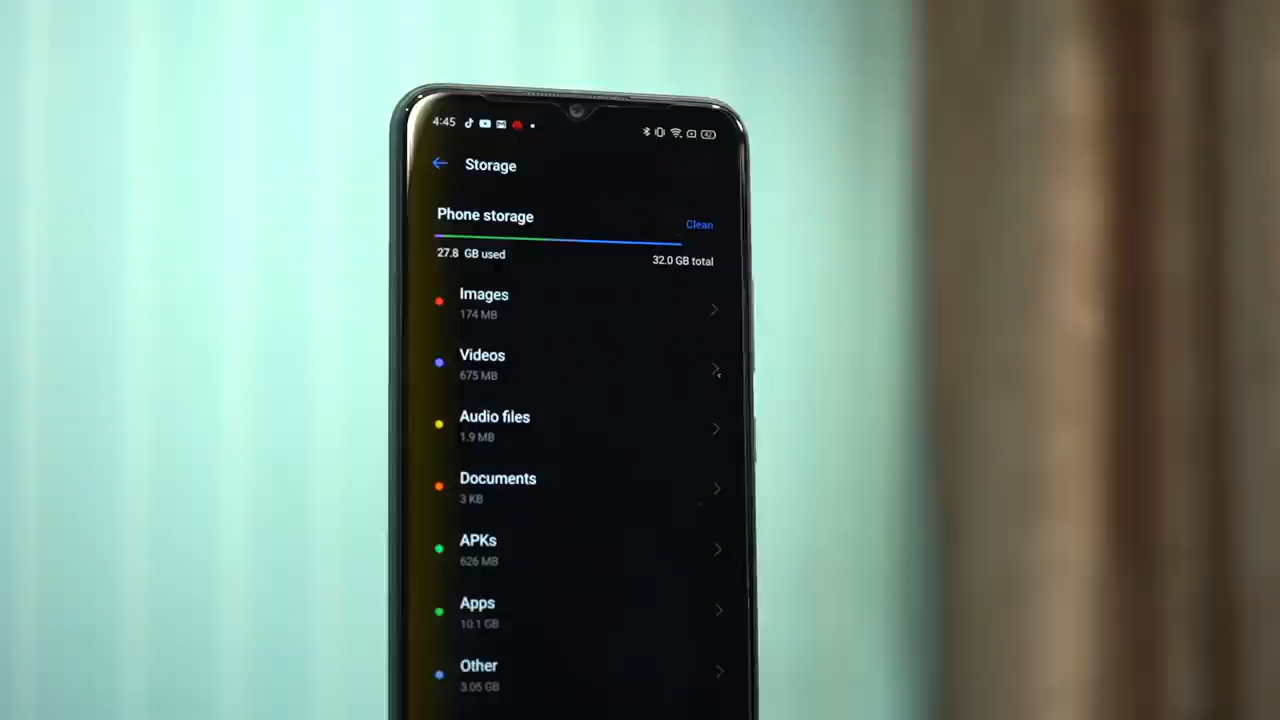 4:45
Storage
Phone storage
Clean
27.8 GB used
32.0 GB total
Images
174 MB
Videos
675 MB
Audio files
1.9 MB
Documents
3 KB
APKs
626 MB
Apps
10.1 GB
Other
3.05 GB